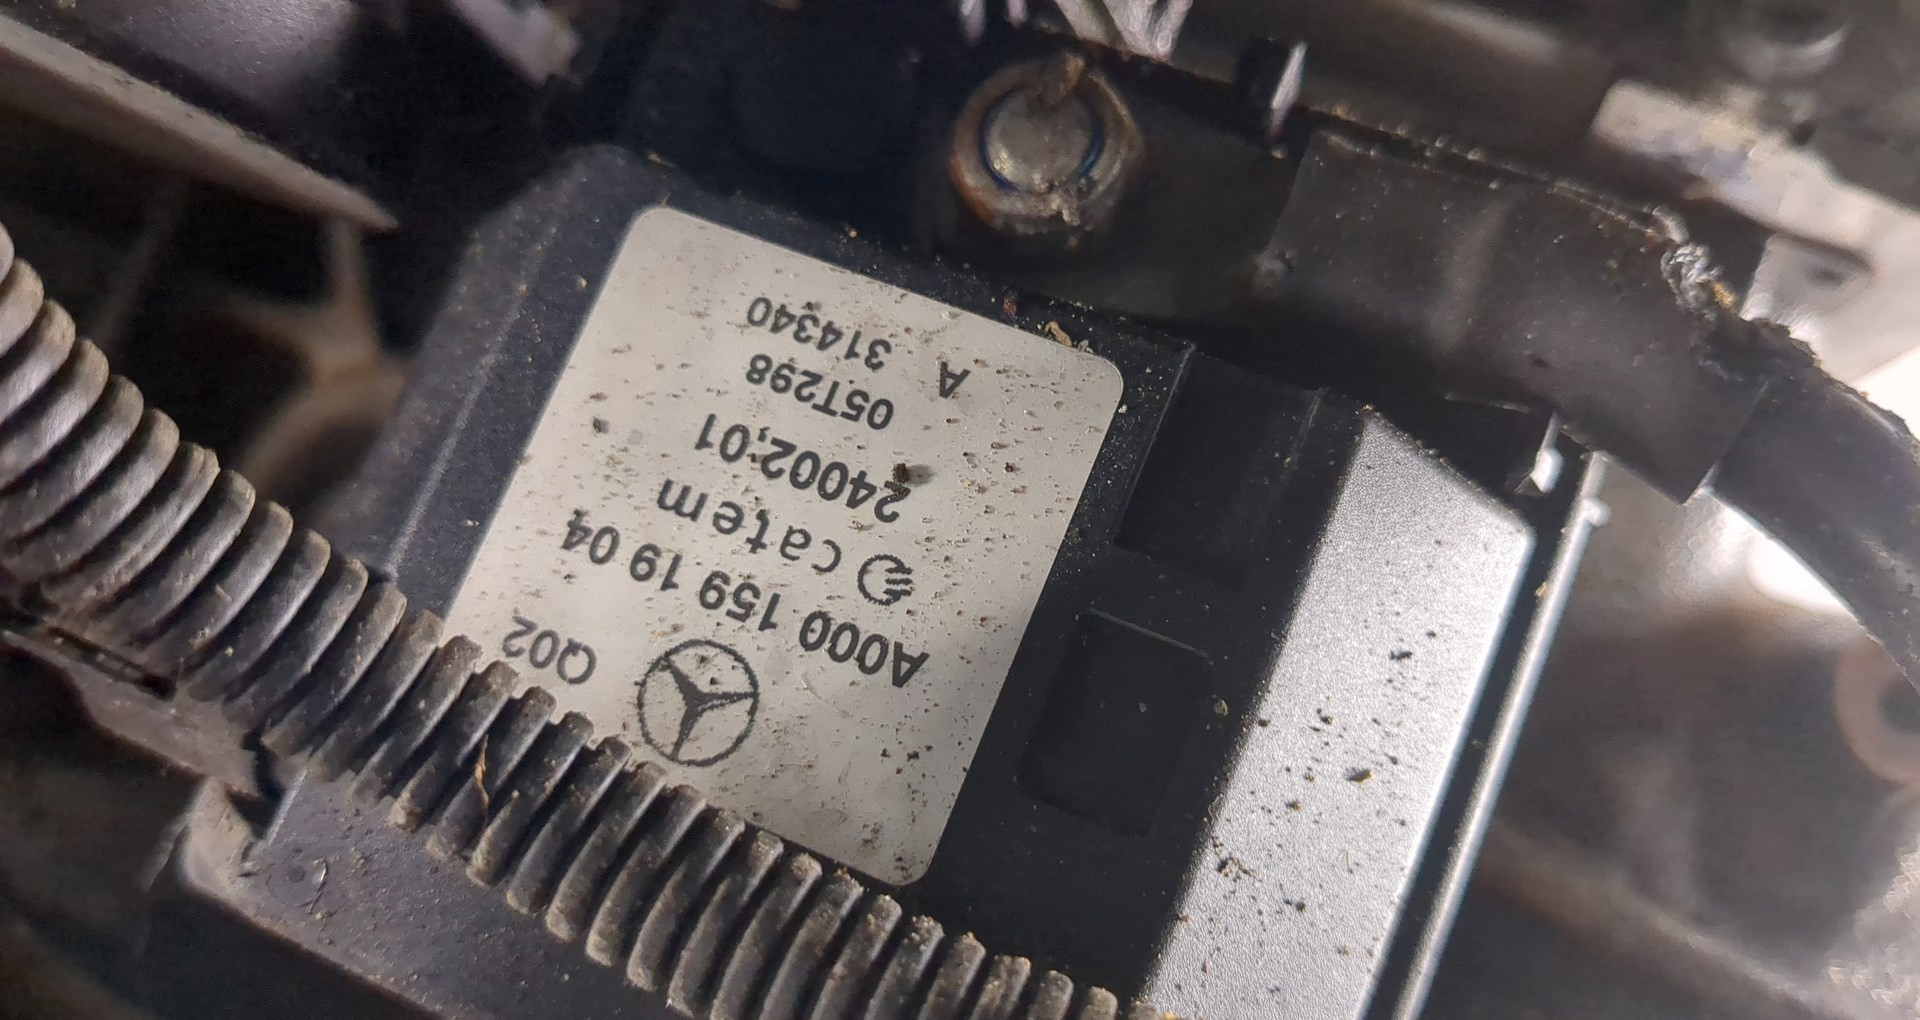 Q02
A000 159 19 04
catem
24002.01
05T298
A 314340